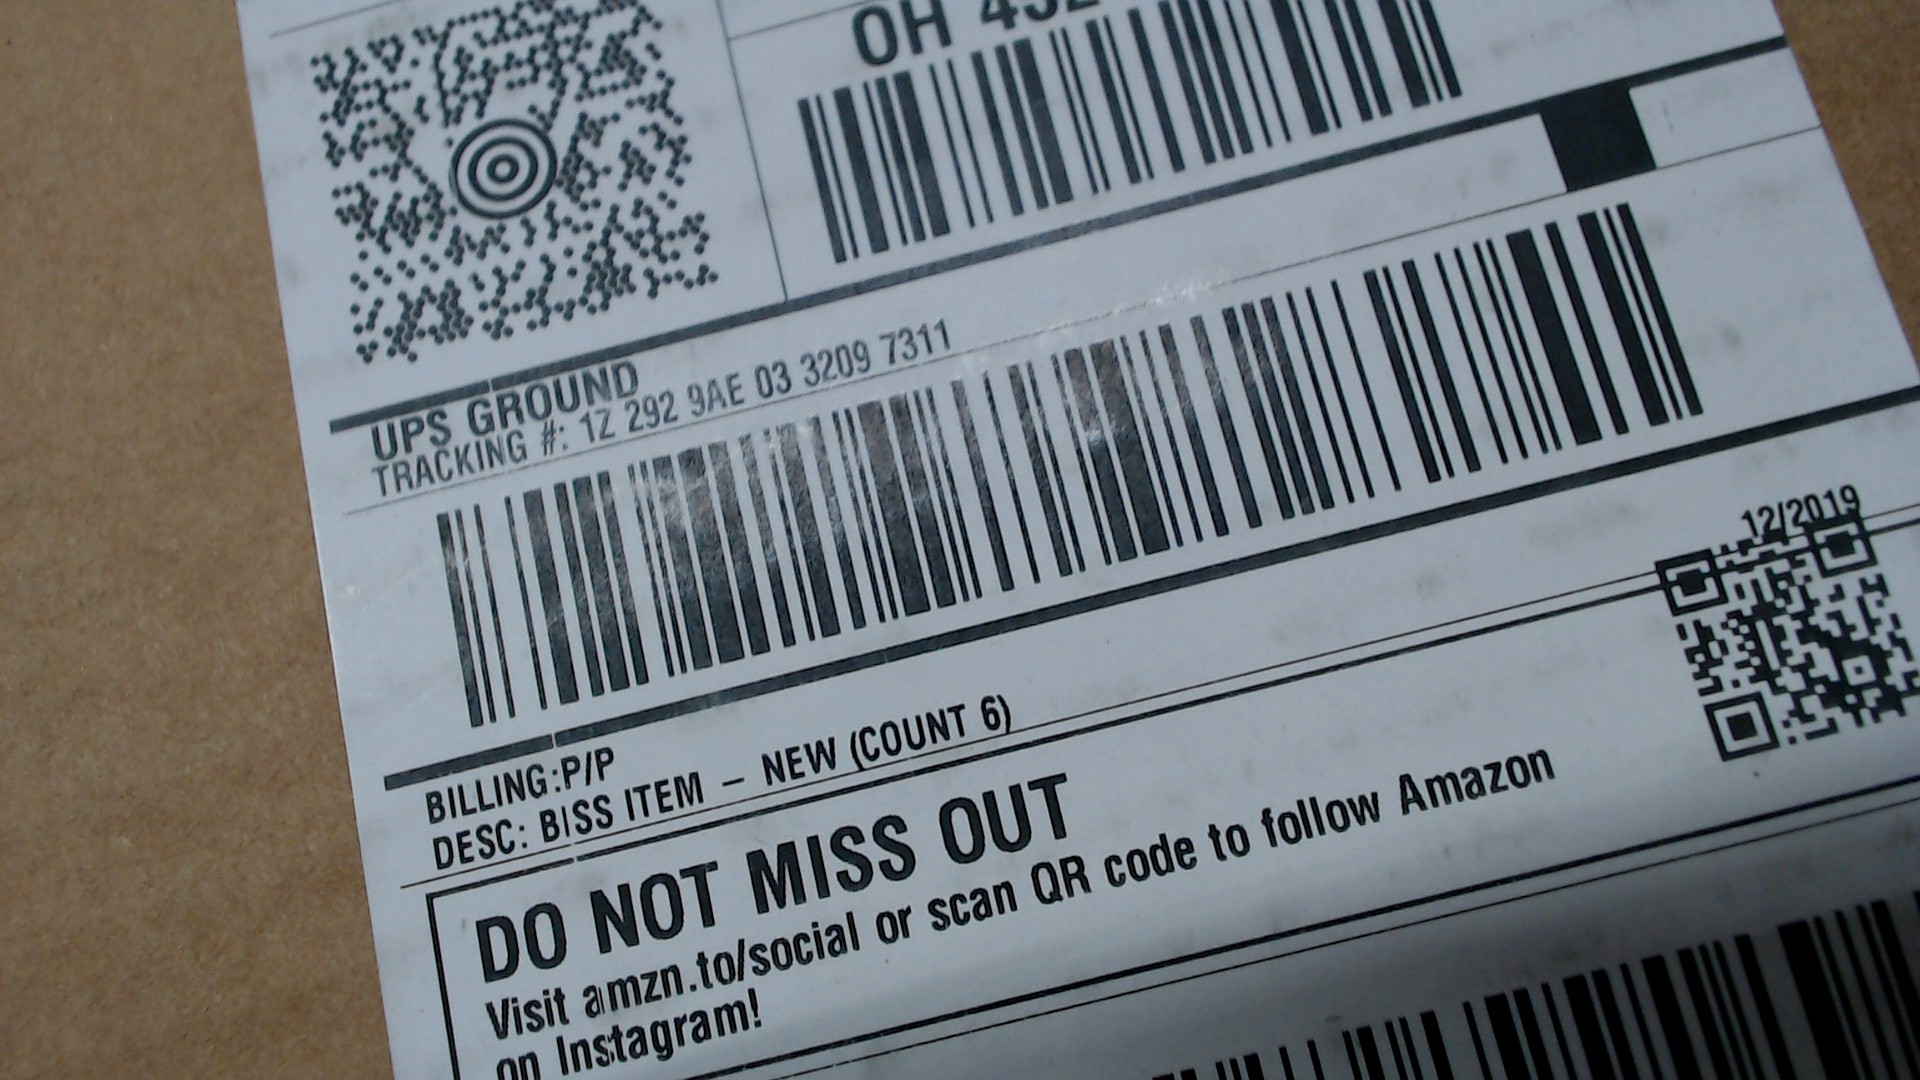 OH 432
UPS GROUND
TRACKING #: 1Z 292 9AE 03 3209 7311
12/2019
BILLING:P/P
DESC: BISS ITEM – NEW (COUNT 6)
DO NOT MISS OUT
Visit amzn.to/social or scan QR code to follow Amazon
on Instagram!